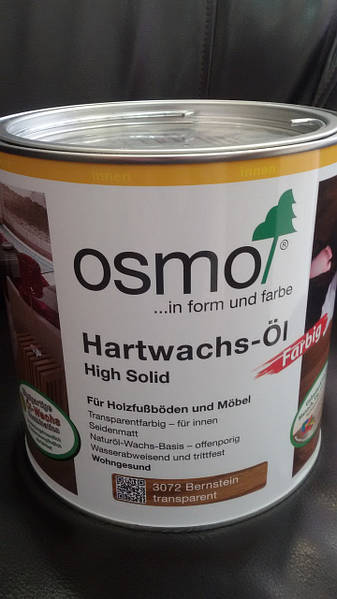 innen
innen
osmo
®
...in form und farbe
Hartwachs-Öl
High Solid
Farbig
Für Holzfußböden und Möbel
Transparentfarbig – für innen
Seidenmatt
Naturöl-Wachs-Basis – offenporig
Wasserabweisend und trittfest
Wohngesund
3072 Bernstein
transparent